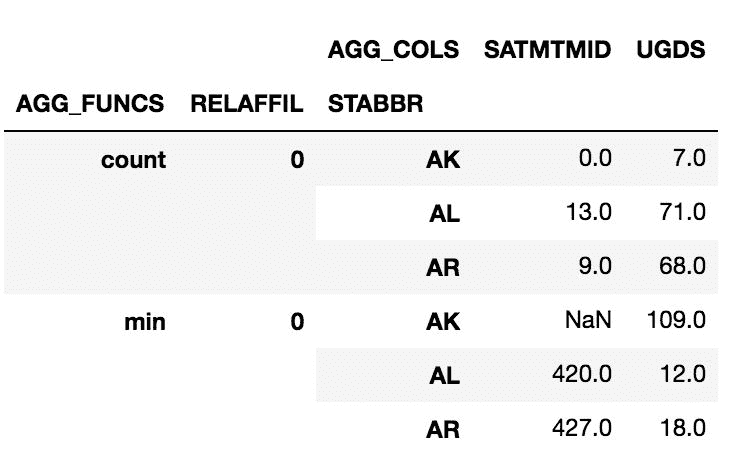 AGG_COLS SATMTMID UGDS
AGG_FUNCS RELAFFIL STABBR
count 0 AK 0.0 7.0
AL 13.0 71.0
AR 9.0 68.0
min 0 AK NaN 109.0
AL 420.0 12.0
AR 427.0 18.0